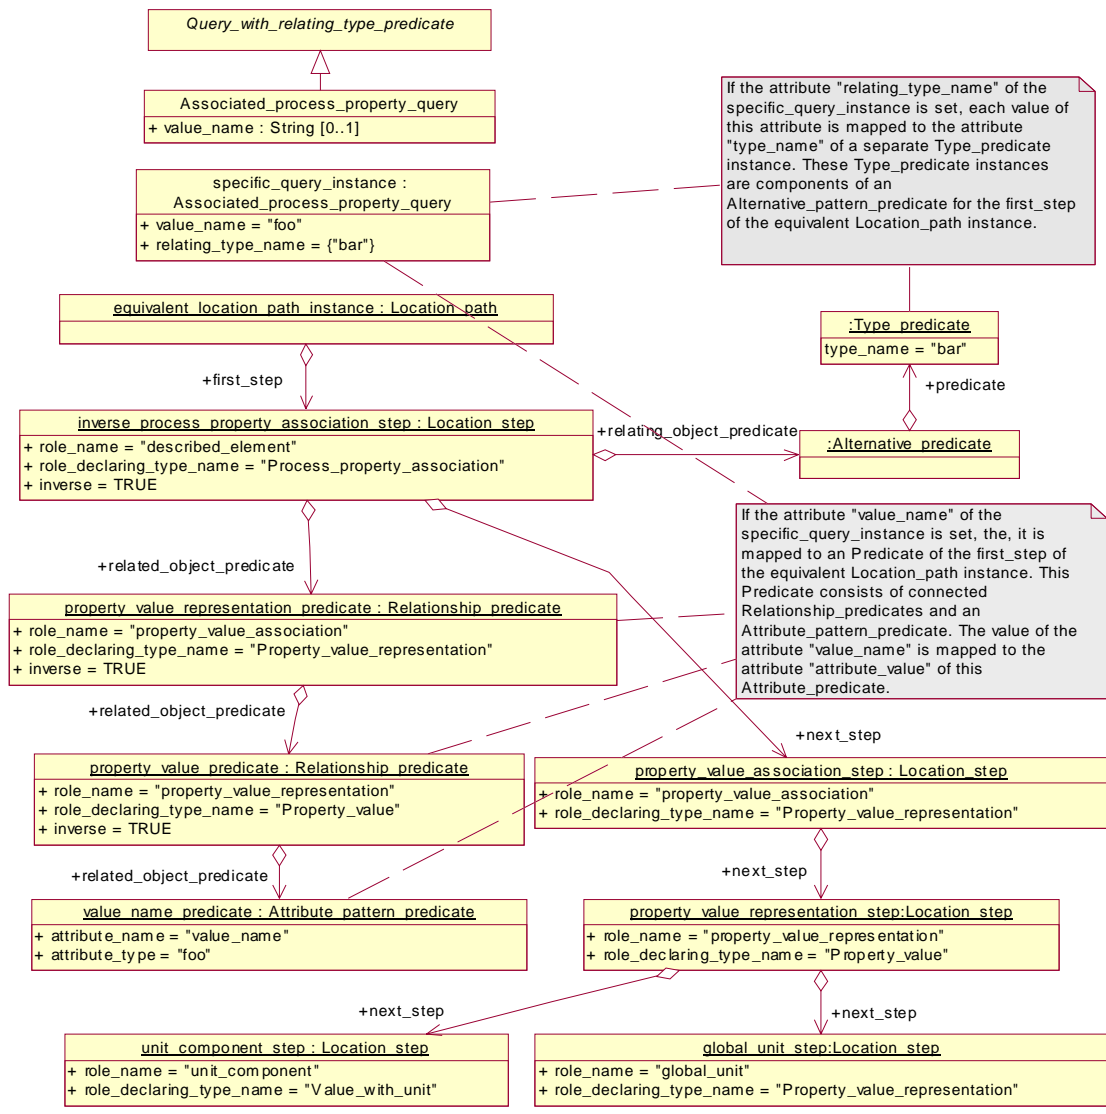 Query_with_relating_type_predicate
Associated_process_property_query
+ value_name : String [0..1]
specific_query_instance :
Associated_process_property_query
+ value_name = "foo"
+ relating_type_name = {"bar"}
If the attribute "relating_type_name" of the
specific_query_instance is set, each value of
this attribute is mapped to the attribute
"type_name" of a separate Type_predicate
instance. These Type_predicate instances
are components of an
Alternative_pattern_predicate for the first_step
of the equivalent Location_path instance.
equivalent_location_path_instance : Location_path
:Type_predicate
type_name = "bar"
+first_step
+predicate
inverse_process_property_association_step : Location_step
+ role_name = "described_element"
+ role_declaring_type_name = "Process_property_association"
+ inverse = TRUE
+relating_object_predicate
:Alternative_predicate
If the attribute "value_name" of the
specific_query_instance is set, the, it is
mapped to an Predicate of the first_step of
the equivalent Location_path instance. This
Predicate consists of connected
Relationship_predicates and an
Attribute_pattern_predicate. The value of the
attribute "value_name" is mapped to the
attribute "attribute_value" of this
Attribute_predicate.
+related_object_predicate
property_value_representation_predicate : Relationship_predicate
+ role_name = "property_value_association"
+ role_declaring_type_name = "Property_value_representation"
+ inverse = TRUE
+related_object_predicate
+next_step
property_value_predicate : Relationship_predicate
+ role_name = "property_value_representation"
+ role_declaring_type_name = "Property_value"
+ inverse = TRUE
property_value_association_step : Location_step
+ role_name = "property_value_association"
+ role_declaring_type_name = "Property_value_representation"
+related_object_predicate
+next_step
value_name_predicate : Attribute_pattern_predicate
+ attribute_name = "value_name"
+ attribute_type = "foo"
property_value_representation_step:Location_step
+ role_name = "property_value_representation"
+ role_declaring_type_name = "Property_value"
+next_step
+next_step
unit_component_step : Location_step
+ role_name = "unit_component"
+ role_declaring_type_name = "Value_with_unit"
global_unit_step:Location_step
+ role_name = "global_unit"
+ role_declaring_type_name = "Property_value_representation"